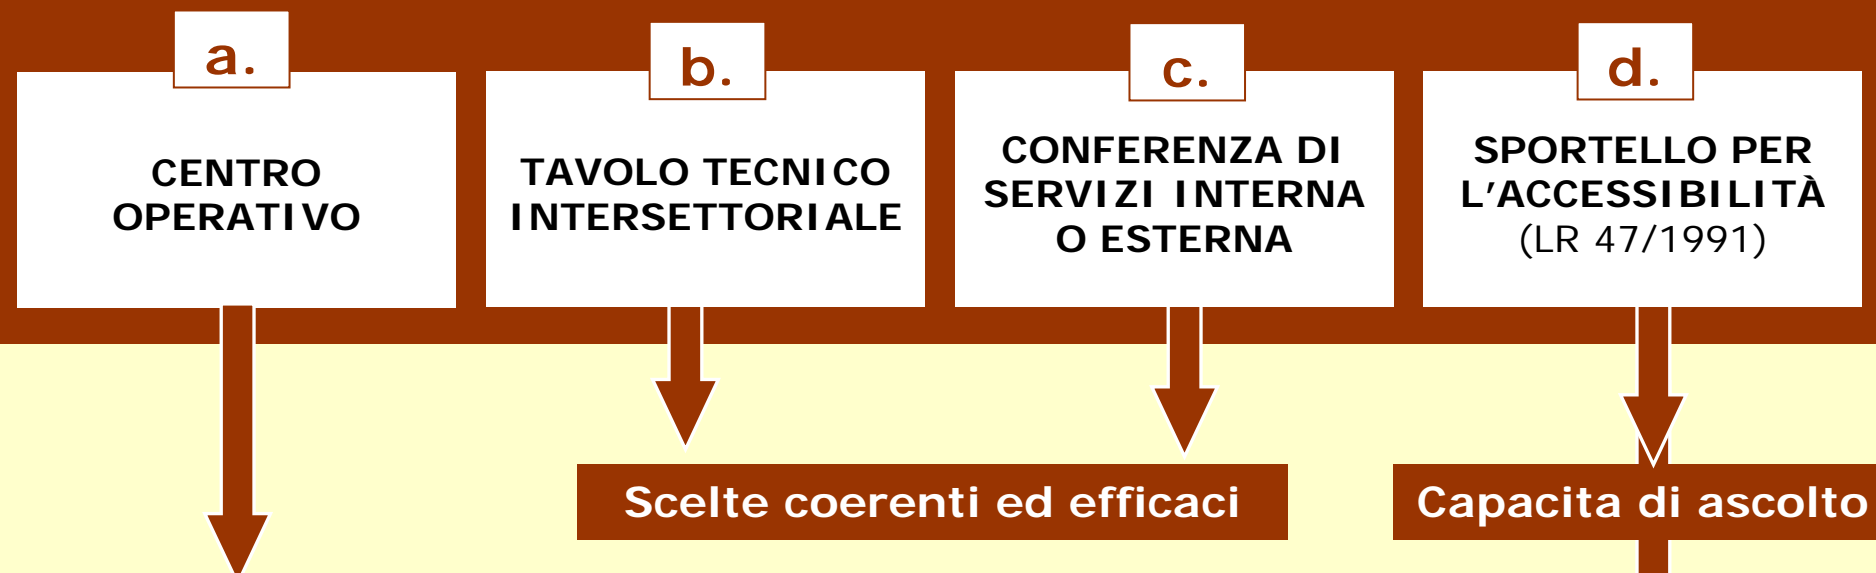 a.
CENTRO
OPERATIVO
b.
TAVOLO TECNICO
INTERSETTORIALE
c.
CONFERENZA DI
SERVIZI INTERNA
O ESTERNA
d.
SPORTELLO PER
L'ACCESSIBILITÀ
(LR 47/1991)
Scelte coerenti ed efficaci
Capacita di ascolto